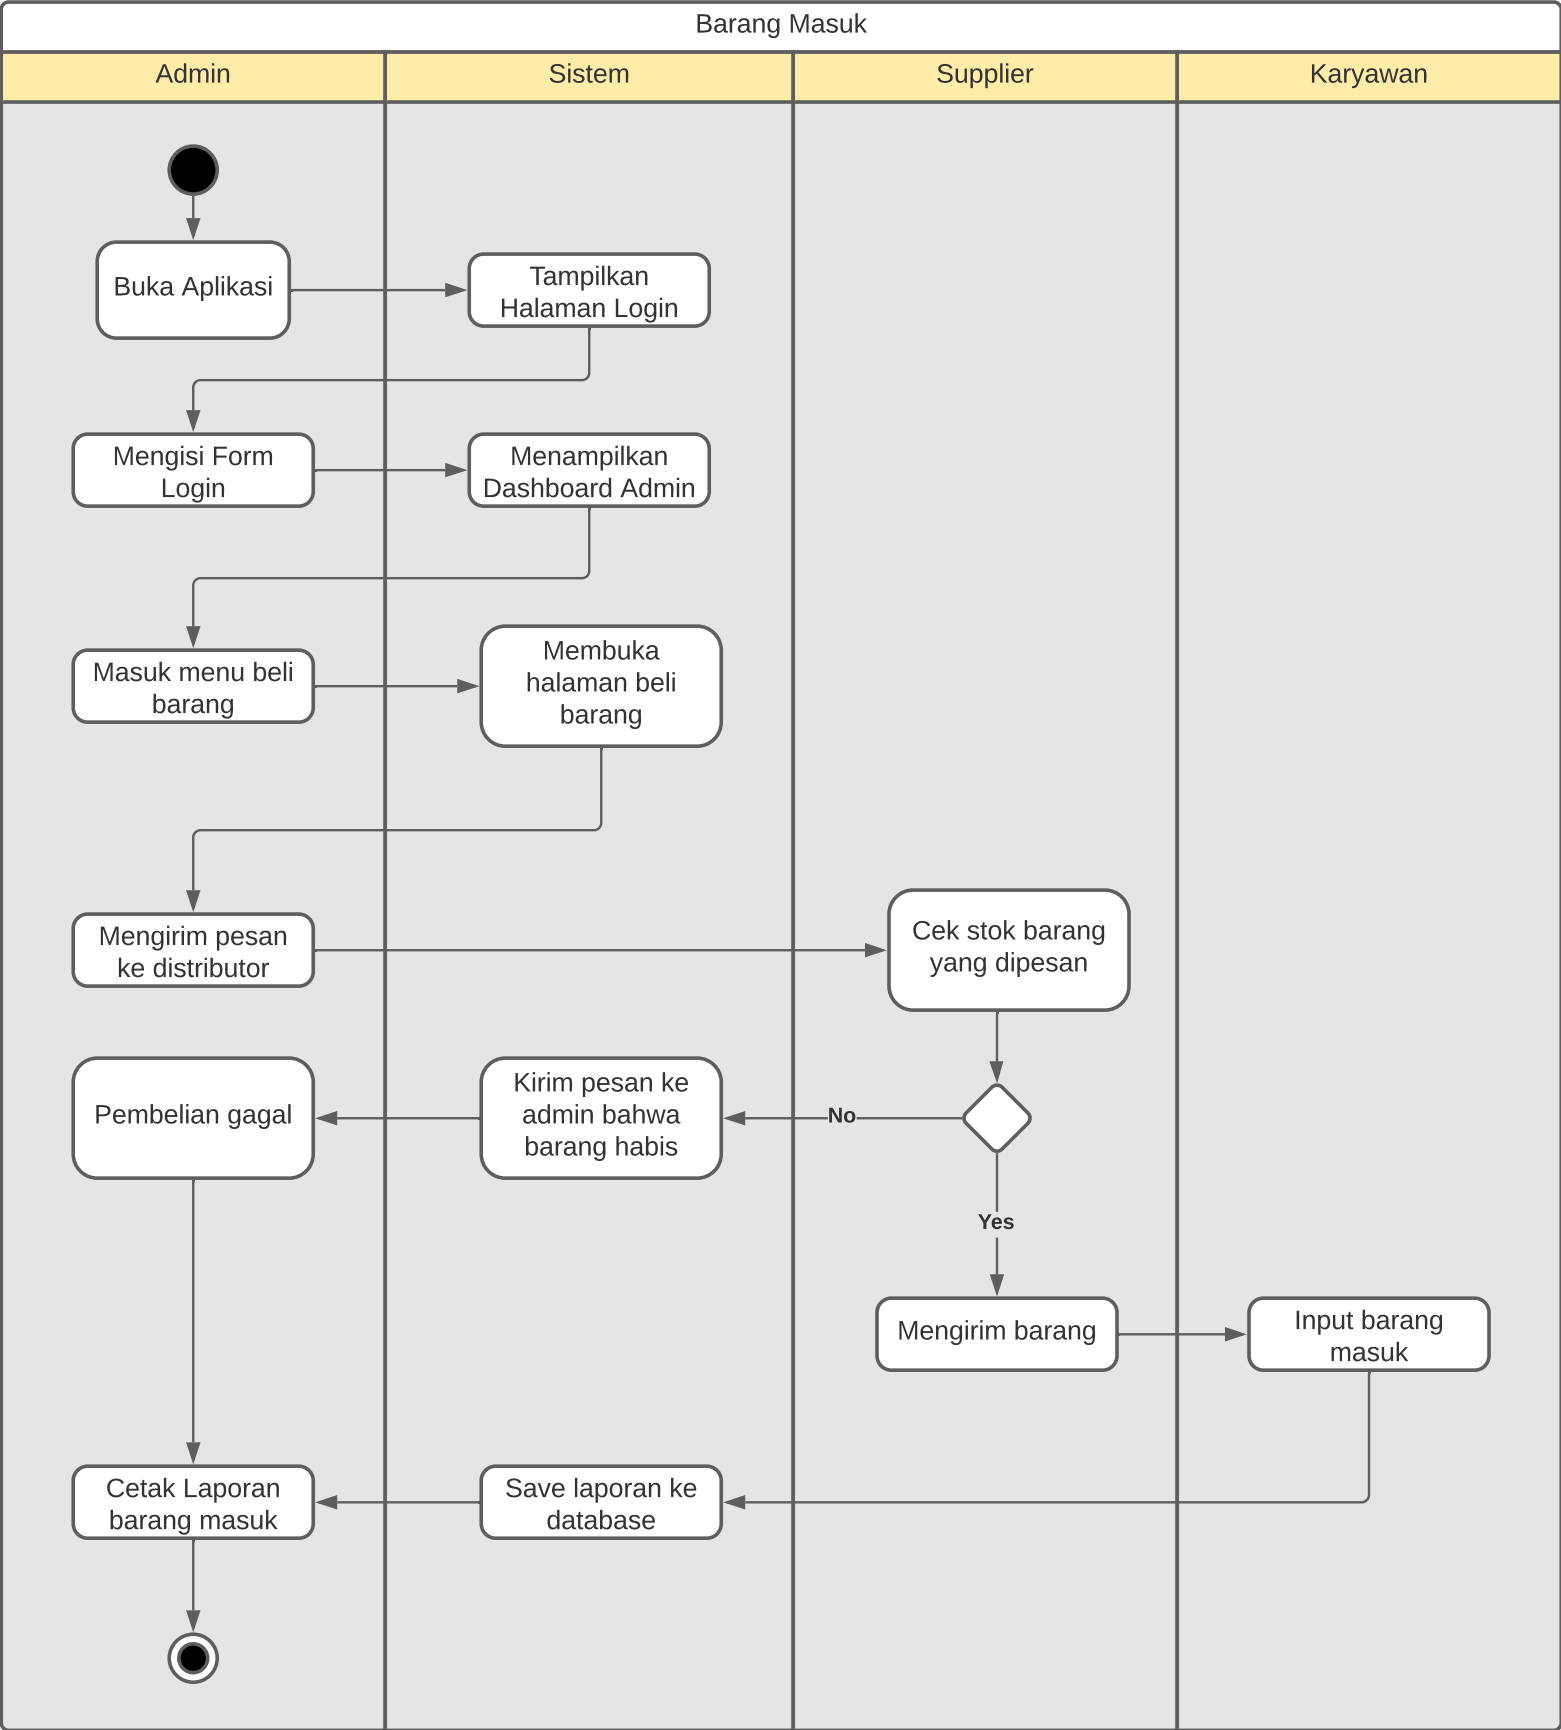 Barang Masuk
Admin
Sistem
Supplier
Karyawan
Buka Aplikasi
Tampilkan
Halaman Login
Mengisi Form
Login
Menampilkan
Dashboard Admin
Masuk menu beli
barang
Membuka
halaman beli
barang
Mengirim pesan
ke distributor
Cek stok barang
yang dipesan
Pembelian gagal
Kirim pesan ke
admin bahwa
barang habis
No
Yes
Mengirim barang
Input barang
masuk
Cetak Laporan
barang masuk
Save laporan ke
database